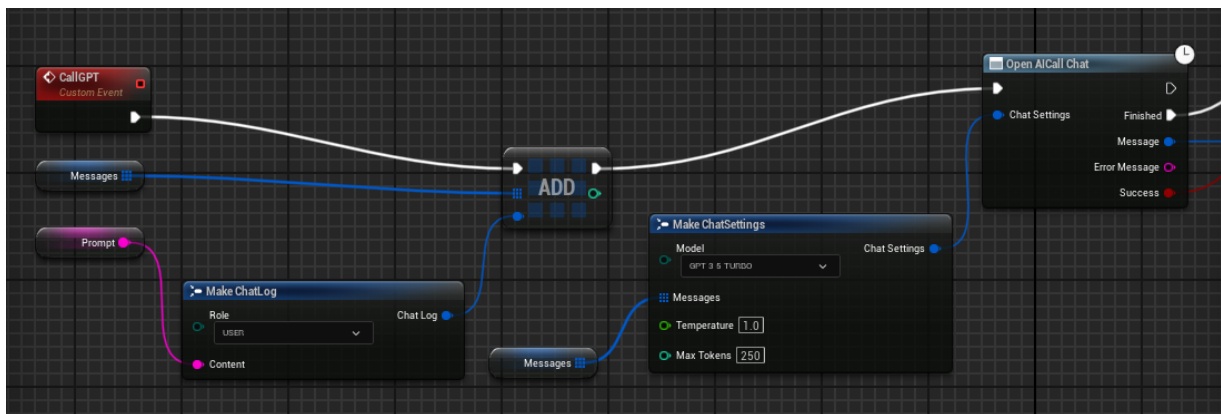 CallGPT
Custom Event
Messages
Prompt
Make ChatLog
Role
USER
Chat Log
Content
ADD
Messages
Make ChatSettings
Model
GPT 3 5 TURBO
Chat Settings
Messages
Temperature 1.0
Max Tokens 250
Open AICall Chat
Chat Settings
Finished
Message
Error Message
Success